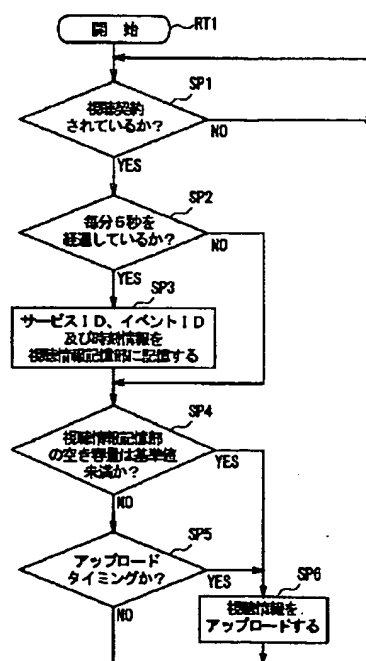 開 始
RT1
SP1
視聴契約
されているか?
NO
YES
SP2
毎分5秒を
経過しているか?
NO
YES
SP3
サービスID、イベントID
及び時刻情報を
視聴情報記憶部に記憶する
SP4
視聴情報記憶部
の空き容量は基準値
未満か?
YES
NO
SP5
アップロード
タイミングか?
YES
NO
SP6
視聴情報を
アップロードする